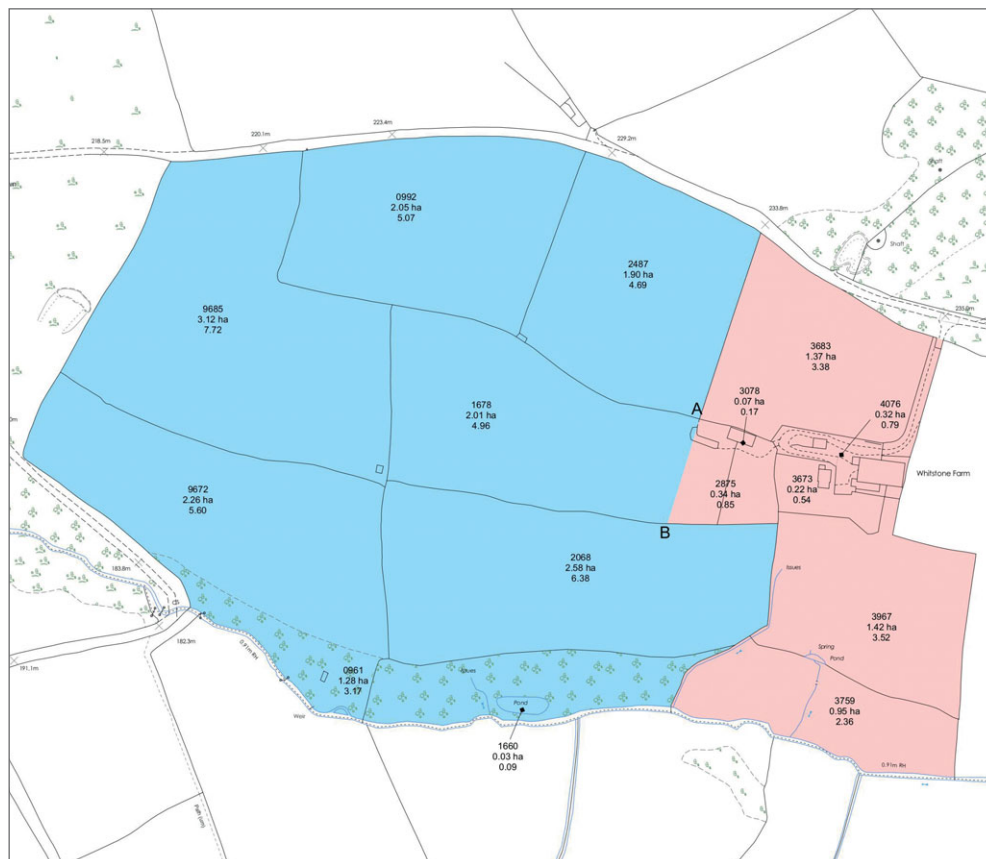 218.5m
220.1m
223.4m
229.2m
Shaft
233.8m
Shaft
0992
2.05 ha
5.07
2487
1.90 ha
4.69
9685
3.12 ha
7.72
3683
1.37 ha
3.38
3078
0.07 ha
0.17
4076
0.32 ha
0.79
A
1678
2.01 ha
4.96
Whitstone Farm
9672
2.26 ha
5.60
2875
0.34 ha
0.85
3673
0.22 ha
0.54
B
2068
2.58 ha
6.38
183.8m
Issues
3967
1.42 ha
3.52
Spring
Pond
182.3m
191.1m
0.91m RH
0961
1.28 ha
3.17
Issues
Pond
3759
0.95 ha
2.36
Weir
1660
0.03 ha
0.09
0.91m RH
Path (um)